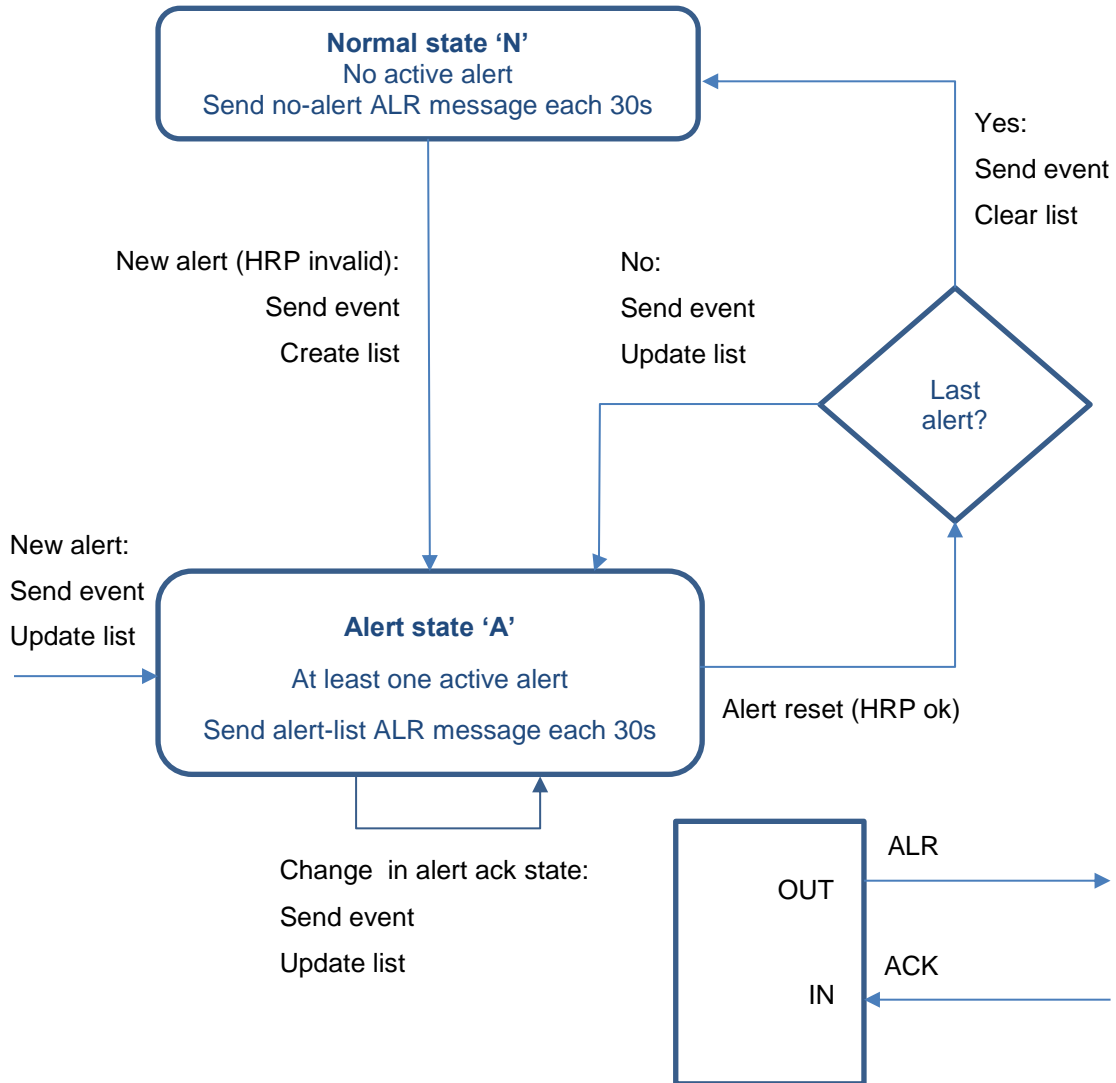 Normal state ‘N’
No active alert
Send no-alert ALR message each 30s
Yes:
Send event
Clear list
New alert (HRP invalid):
Send event
Create list
No:
Send event
Update list
Last
alert?
New alert:
Send event
Update list
Alert state ‘A’
At least one active alert
Send alert-list ALR message each 30s
Alert reset (HRP ok)
Change  in alert ack state:
Send event
Update list
ALR
OUT
ACK
IN